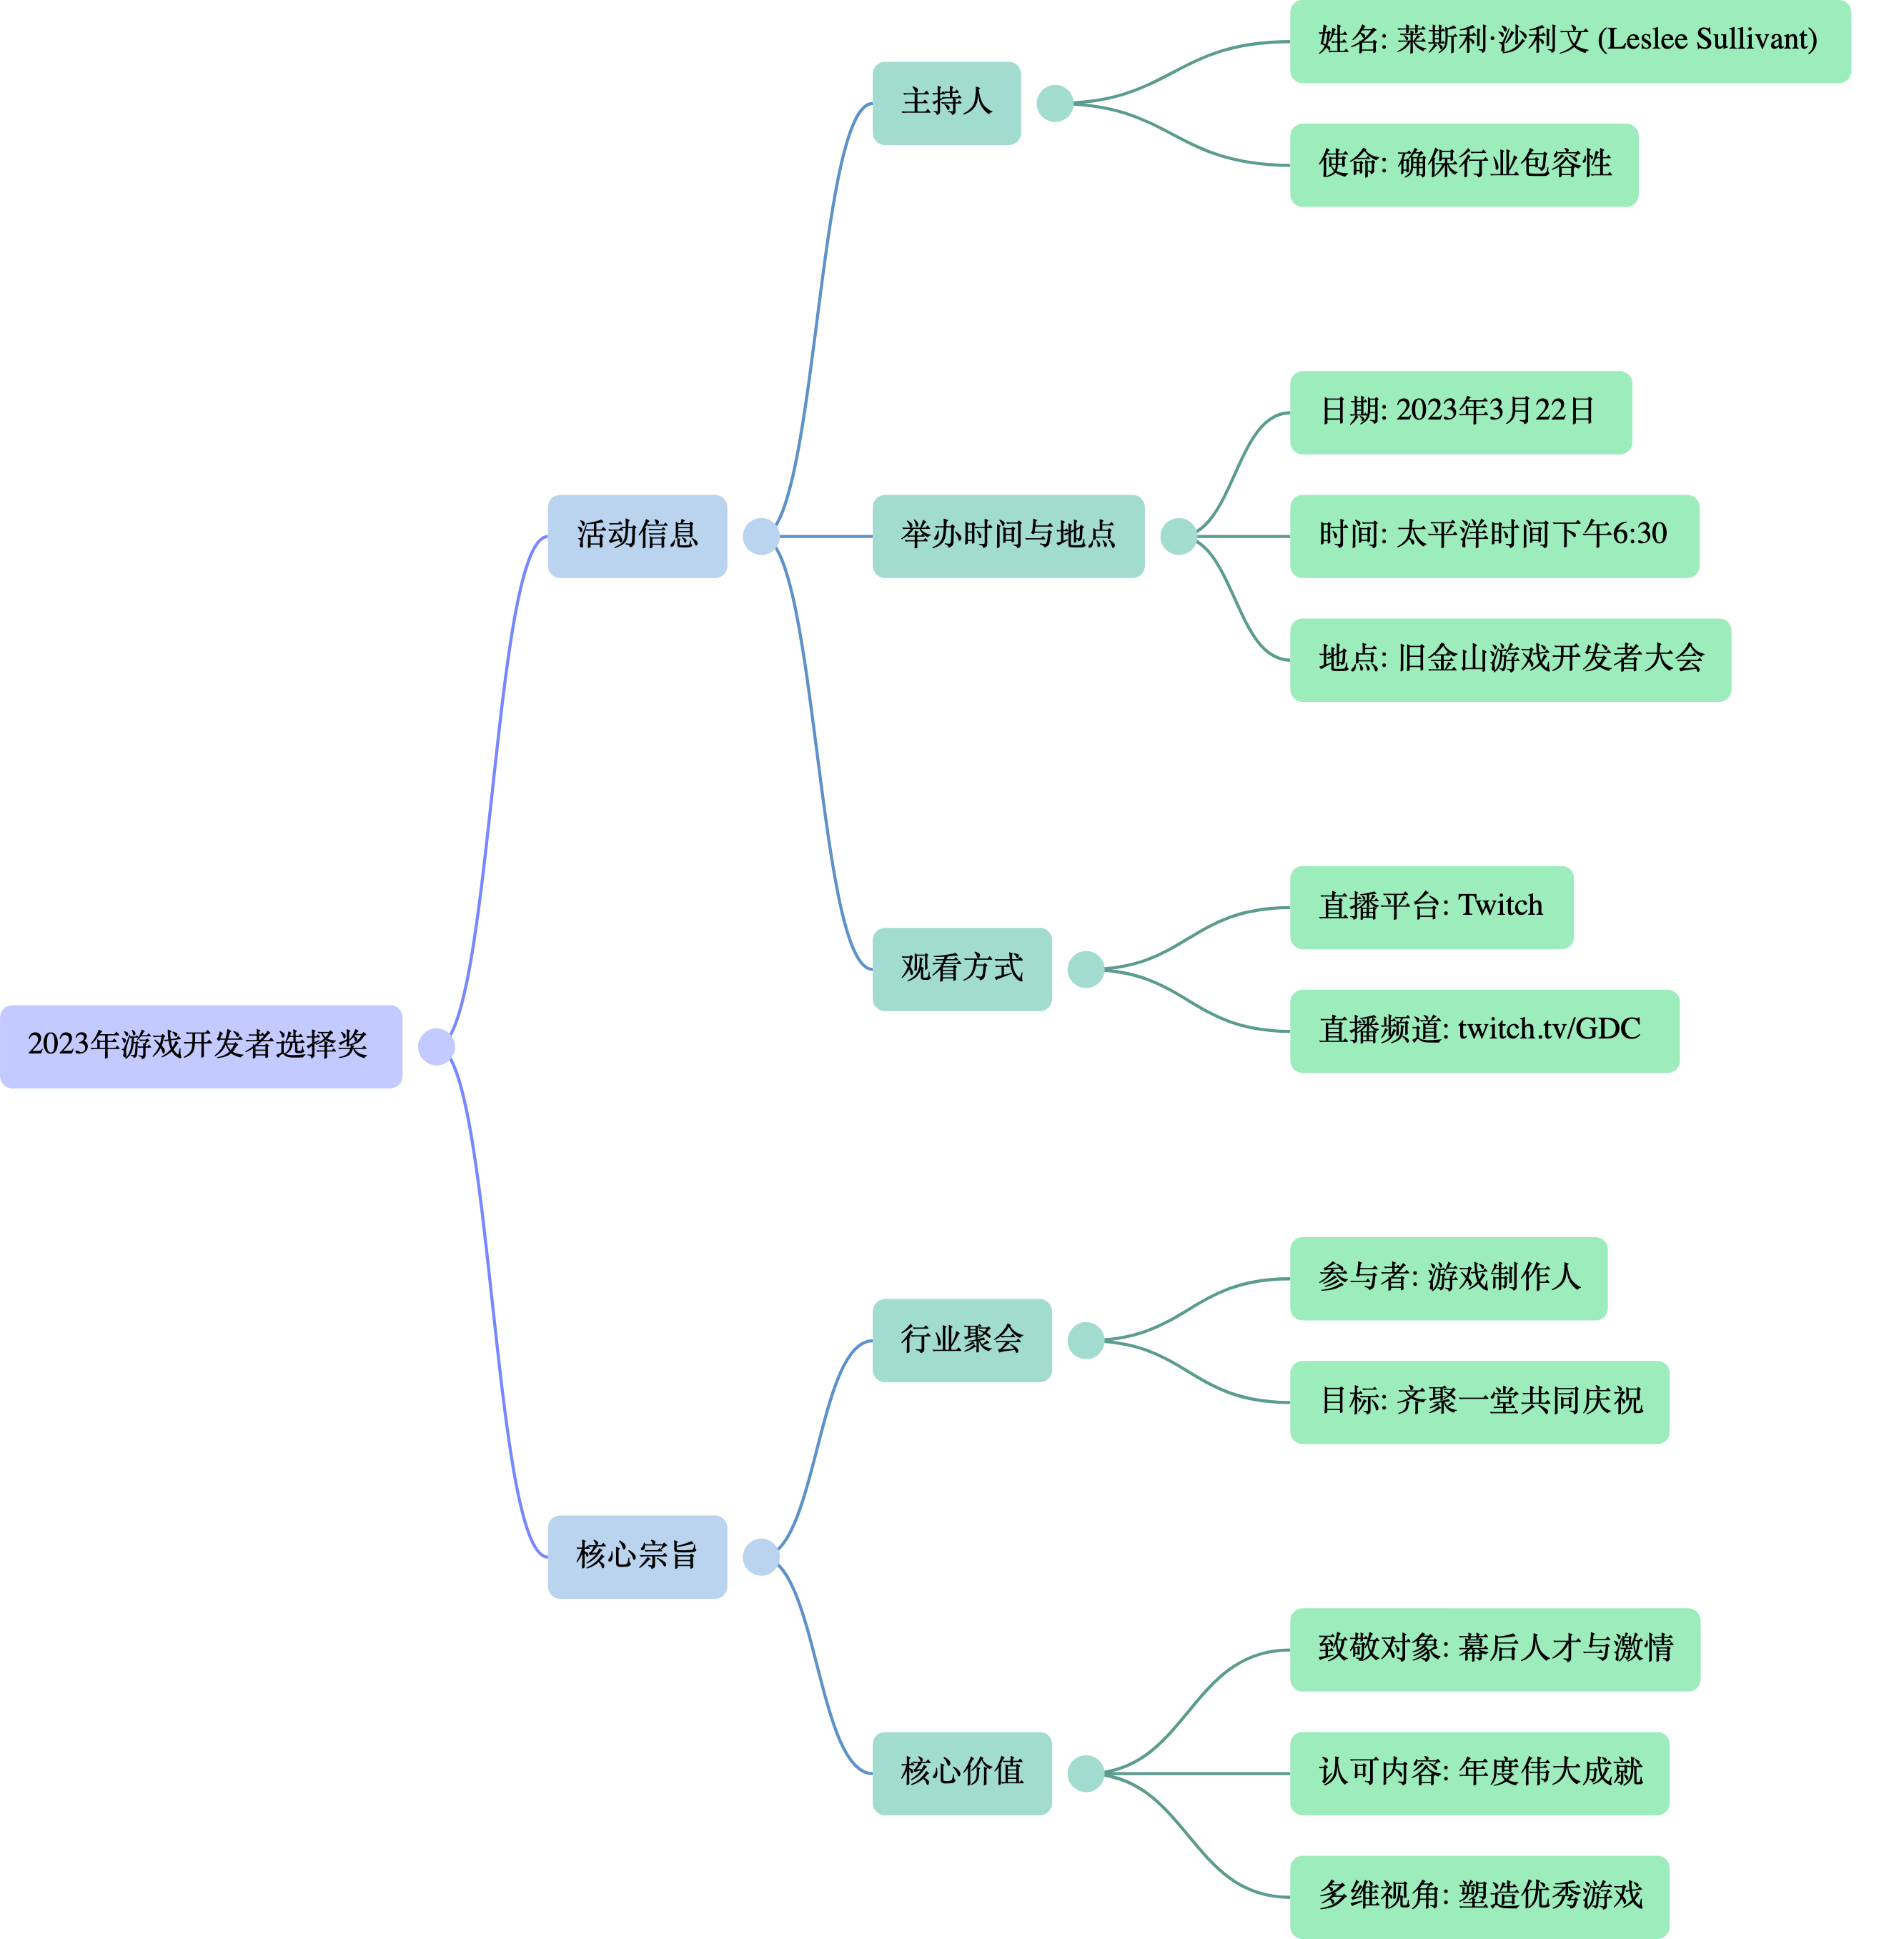 2023年游戏开发者选择奖
活动信息
主持人
姓名: 莱斯利·沙利文 (Leslee Sullivant)
使命: 确保行业包容性
举办时间与地点
日期: 2023年3月22日
时间: 太平洋时间下午6:30
地点: 旧金山游戏开发者大会
观看方式
直播平台: Twitch
直播频道: twitch.tv/GDC
核心宗旨
行业聚会
参与者: 游戏制作人
目标: 齐聚一堂共同庆祝
核心价值
致敬对象: 幕后人才与激情
认可内容: 年度伟大成就
多维视角: 塑造优秀游戏